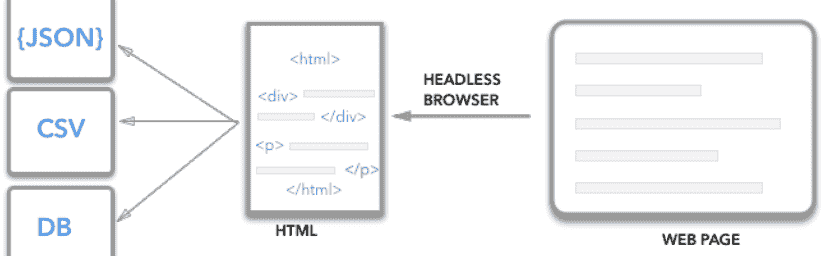 {JSON}
CSV
DB
<html>
<div>
</div>
<p>
</p>
</html>
HTML
HEADLESS
BROWSER
WEB PAGE